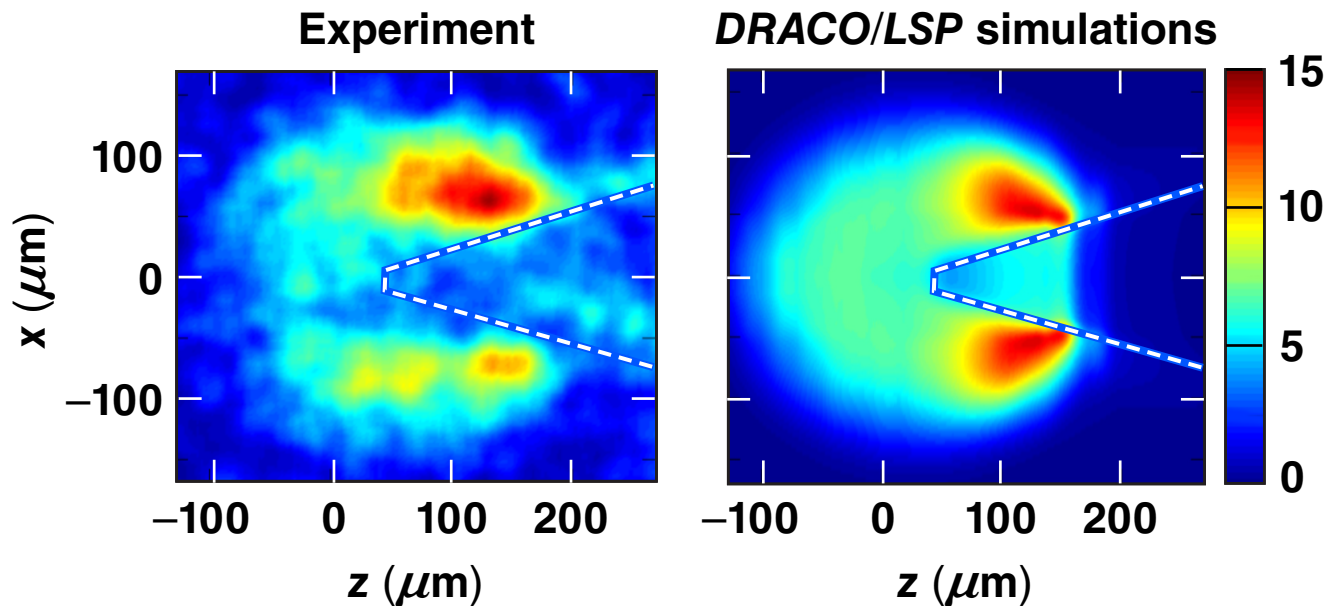 Experiment
DRACO/LSP simulations
x (μm)
100
0
–100
–100 0 100 200
z (μm)
–100 0 100 200
z (μm)
15
10
5
0